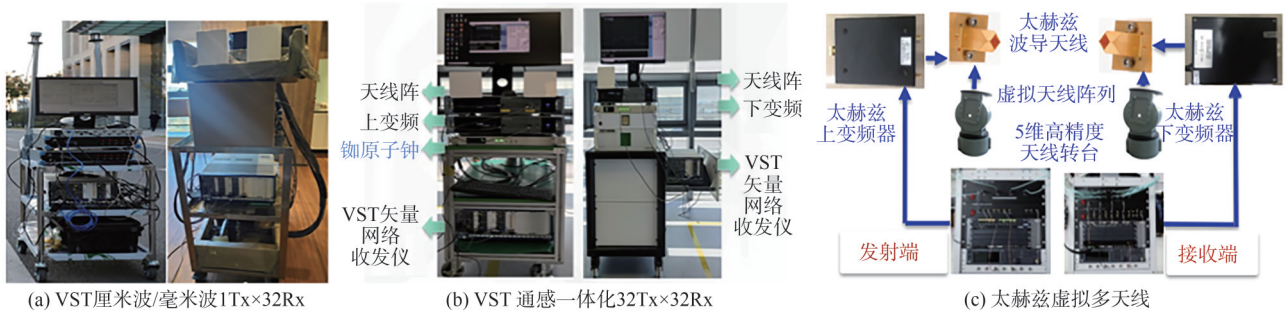 天线阵
上变频
铷原子钟
VST矢量
网络
收发仪
天线阵
下变频
VST
矢量
网络
收发仪
太赫兹
波导天线
虚拟天线阵列
太赫兹
上变频器
5维高精度
天线转台
太赫兹
下变频器
发射端
接收端
(a) VST厘米波/毫米波1Tx×32Rx
(b) VST 通感一体化32Tx×32Rx
(c) 太赫兹虚拟多天线